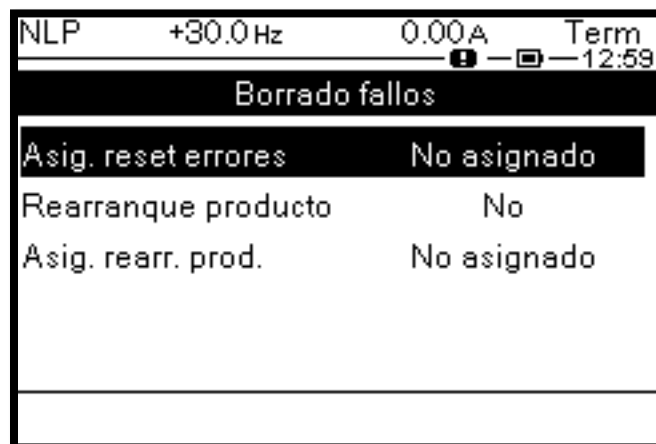 NLP +30.0 Hz 0.00 A Term
12:59
Borrado fallos
Asig. reset errores No asignado
Rearranque producto No
Asig. rearr. prod. No asignado